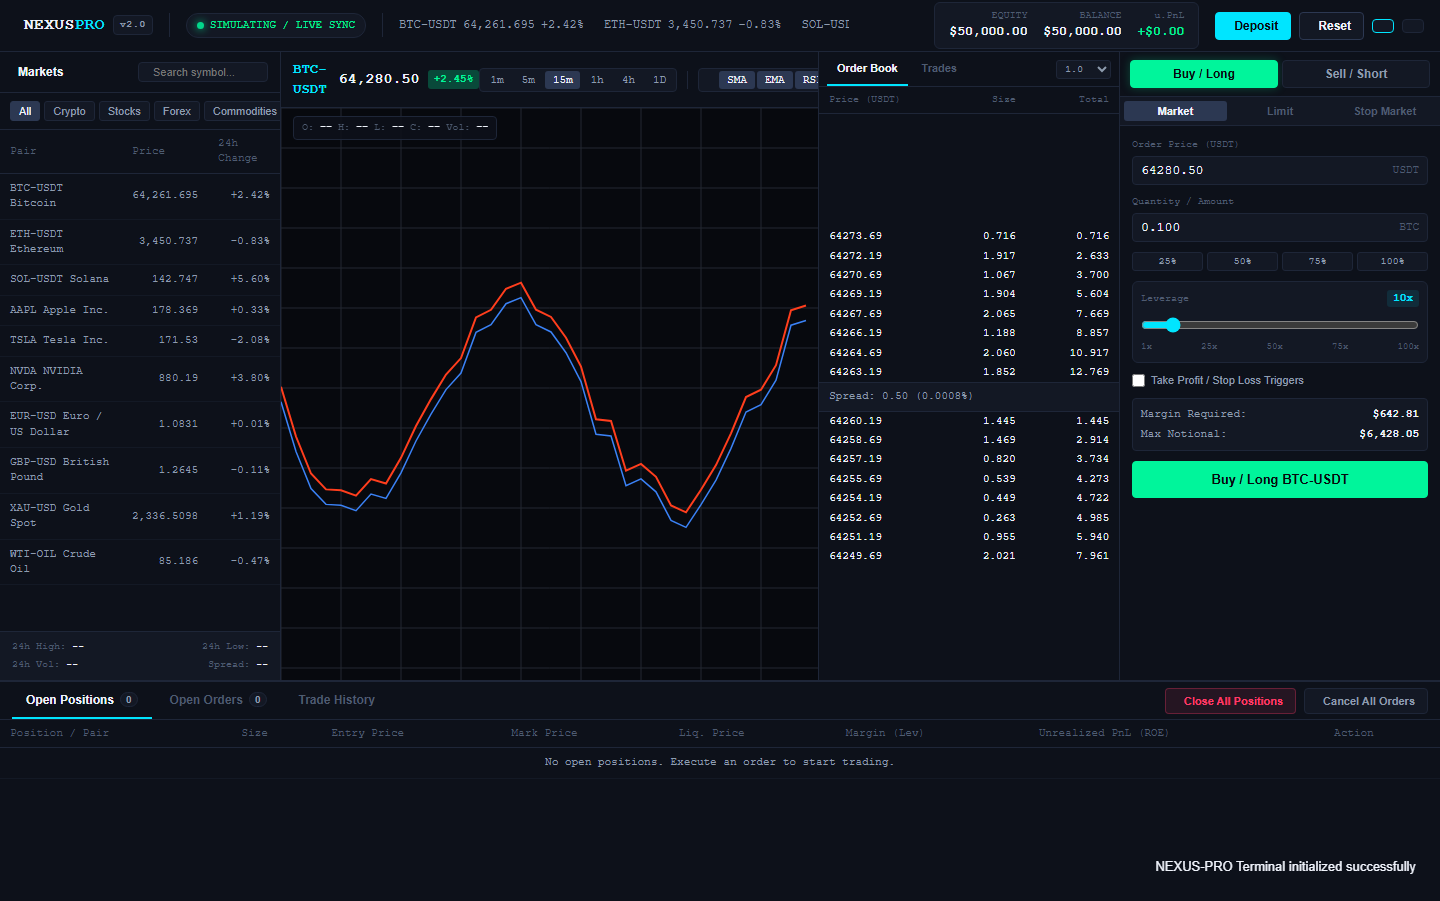 NEXUSPRO v2.0 SIMULATING / LIVE SYNC BTC-USDT 64,261.695 +2.42% ETH-USDT 3,450.737 -0.83% SOL-USI
EQUITY $50,000.00 BALANCE $50,000.00 u.PnL +$0.00
Deposit Reset
Markets Search symbol...
All Crypto Stocks Forex Commodities
Pair Price 24h Change
BTC-USDT Bitcoin 64,261.695 +2.42%
ETH-USDT Ethereum 3,450.737 -0.83%
SOL-USDT Solana 142.747 +5.60%
AAPL Apple Inc. 178.369 +0.33%
TSLA Tesla Inc. 171.53 -2.08%
NVDA NVIDIA Corp. 880.19 +3.80%
EUR-USD Euro / US Dollar 1.0831 +0.01%
GBP-USD British Pound 1.2645 -0.11%
XAU-USD Gold Spot 2,336.5098 +1.19%
WTI-OIL Crude Oil 85.186 -0.47%
24h High: -- 24h Low: --
24h Vol: -- Spread: --
BTC-USDT 64,280.50 +2.45% 1m 5m 15m 1h 4h 1D SMA EMA RSI
O: -- H: -- L: -- C: -- Vol: --
Order Book Trades 1.0
Price (USDT) Size Total
64273.69 0.716 0.716
64272.19 1.917 2.633
64270.69 1.067 3.700
64269.19 1.904 5.604
64267.69 2.065 7.669
64266.19 1.188 8.857
64264.69 2.060 10.917
64263.19 1.852 12.769
Spread: 0.50 (0.0008%)
64260.19 1.445 1.445
64258.69 1.469 2.914
64257.19 0.820 3.734
64255.69 0.539 4.273
64254.19 0.449 4.722
64252.69 0.263 4.985
64251.19 0.955 5.940
64249.69 2.021 7.961
Buy / Long Sell / Short
Market Limit Stop Market
Order Price (USDT)
64280.50 USDT
Quantity / Amount
0.100 BTC
25% 50% 75% 100%
Leverage 10x
1x 25x 50x 75x 100x
Take Profit / Stop Loss Triggers
Margin Required: $642.81
Max Notional: $6,428.05
Buy / Long BTC-USDT
Open Positions 0 Open Orders 0 Trade History Close All Positions Cancel All Orders
Position / Pair Size Entry Price Mark Price Liq. Price Margin (Lev) Unrealized PnL (ROE) Action
No open positions. Execute an order to start trading.
NEXUS-PRO Terminal initialized successfully